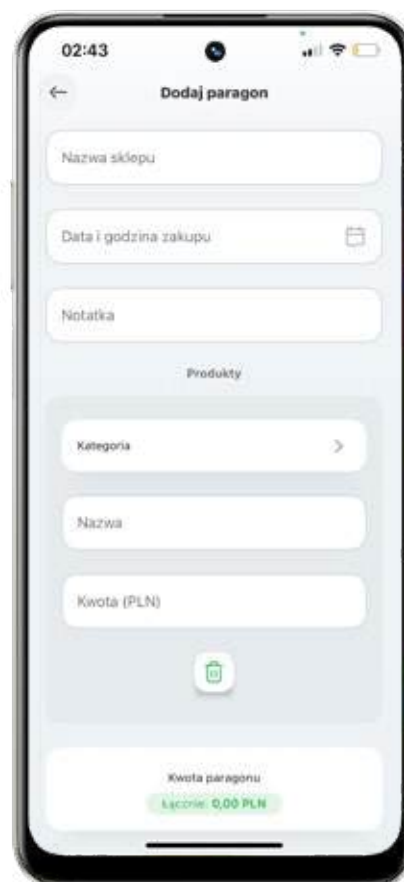 02:43
Dodaj paragon
Nazwa sklepu
Data i godzina zakupu
Notatka
Produkty
Kategoria
Nazwa
Kwota (PLN)
Kwota paragonu
Łącznie: 0,00 PLN